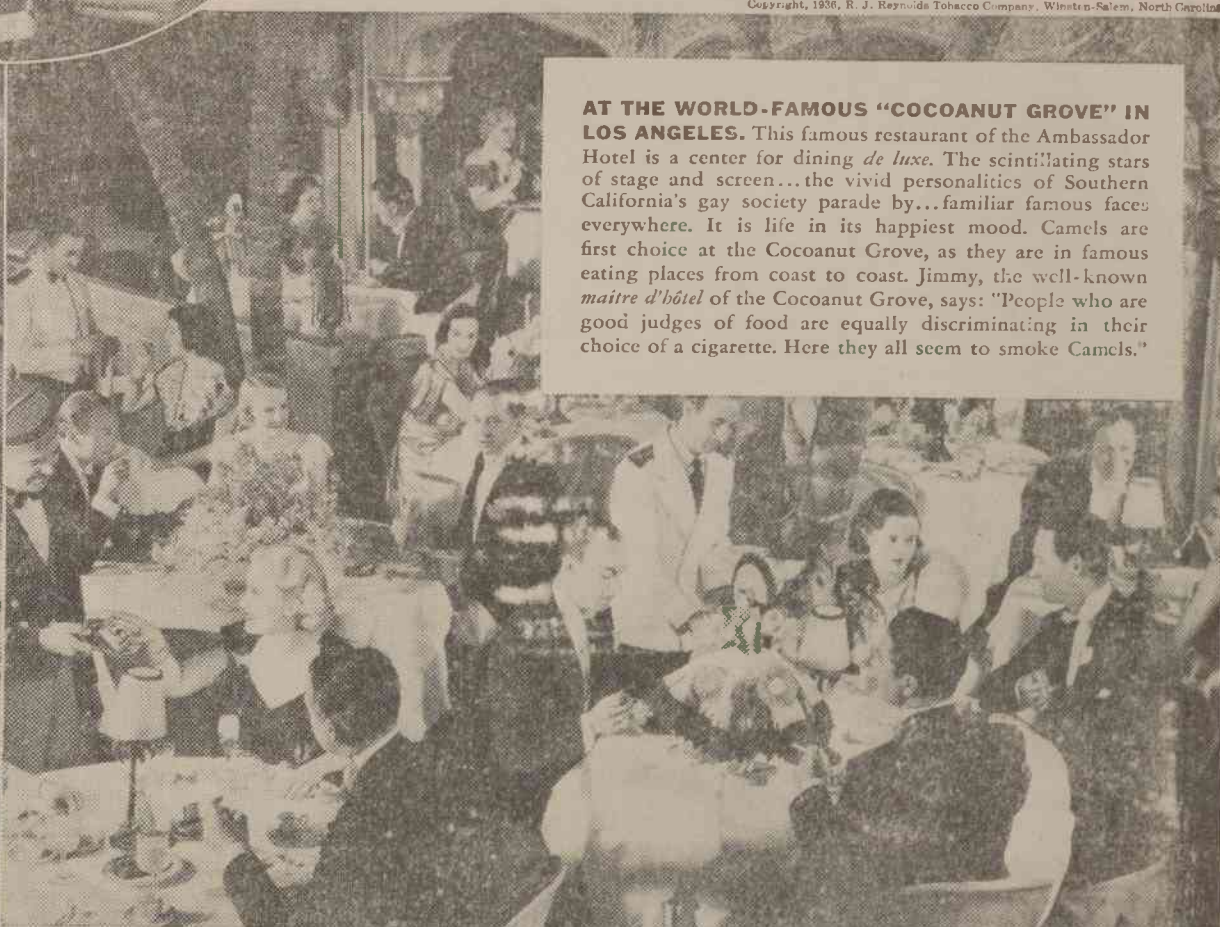 Copyright, 1936, R. J. Reynolds Tobacco Company, Winston-Salem, North Carolina
AT THE WORLD-FAMOUS “COCOANUT GROVE” IN
LOS ANGELES. This famous restaurant of the Ambassador
Hotel is a center for dining de luxe. The scintillating stars
of stage and screen...the vivid personalities of Southern
California's gay society parade by...familiar famous faces
everywhere. It is life in its happiest mood. Camels are
first choice at the Cocoanut Grove, as they are in famous
eating places from coast to coast. Jimmy, the well-known
maitre d'hôtel of the Cocoanut Grove, says: “People who are
good judges of food are equally discriminating in their
choice of a cigarette. Here they all seem to smoke Camels.”